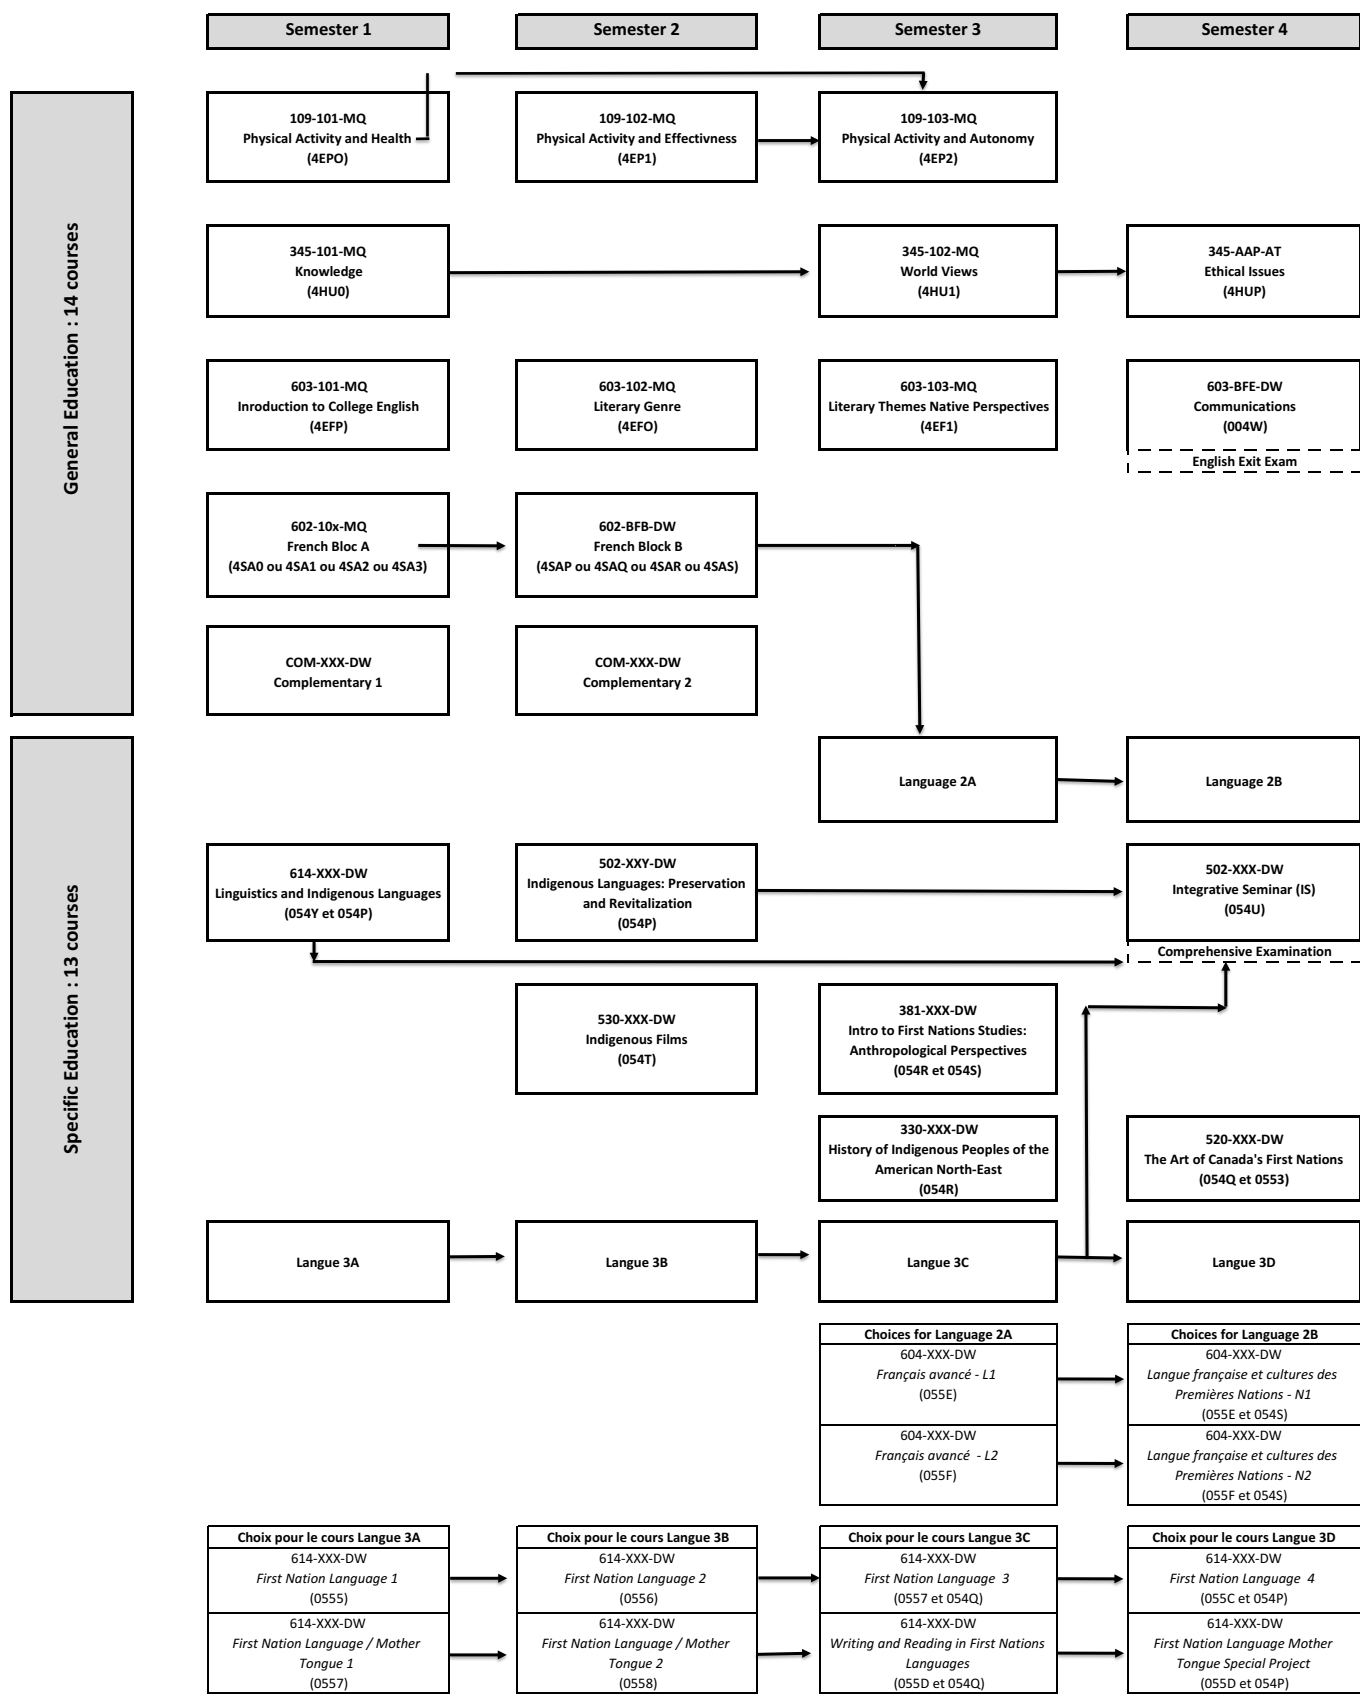 Semester 1
Semester 2
Semester 3
Semester 4
General Education : 14 courses
109-101-MQ
Physical Activity and Health
(4EPO)
109-102-MQ
Physical Activity and Effectivness
(4EP1)
109-103-MQ
Physical Activity and Autonomy
(4EP2)
345-101-MQ
Knowledge
(4HU0)
345-102-MQ
World Views
(4HU1)
345-AAP-AT
Ethical Issues
(4HUP)
603-101-MQ
Inroduction to College English
(4EFP)
603-102-MQ
Literary Genre
(4EFO)
603-103-MQ
Literary Themes Native Perspectives
(4EF1)
603-BFE-DW
Communications
(004W)
English Exit Exam
602-10x-MQ
French Bloc A
(4SA0 ou 4SA1 ou 4SA2 ou 4SA3)
602-BFB-DW
French Block B
(4SAP ou 4SAQ ou 4SAR ou 4SAS)
COM-XXX-DW
Complementary 1
COM-XXX-DW
Complementary 2
Specific Education : 13 courses
Language 2A
Language 2B
614-XXX-DW
Linguistics and Indigenous Languages
(054Y et 054P)
502-XXY-DW
Indigenous Languages: Preservation
and Revitalization
(054P)
502-XXX-DW
Integrative Seminar (IS)
(054U)
Comprehensive Examination
530-XXX-DW
Indigenous Films
(054T)
381-XXX-DW
Intro to First Nations Studies:
Anthropological Perspectives
(054R et 054S)
330-XXX-DW
History of Indigenous Peoples of the
American North-East
(054R)
520-XXX-DW
The Art of Canada's First Nations
(054Q et 0553)
Langue 3A
Langue 3B
Langue 3C
Langue 3D
Choices for Language 2A
604-XXX-DW
Français avancé - L1
(055E)
604-XXX-DW
Français avancé - L2
(055F)
Choices for Language 2B
604-XXX-DW
Langue française et cultures des
Premières Nations - N1
(055E et 054S)
604-XXX-DW
Langue française et cultures des
Premières Nations - N2
(055F et 054S)
Choix pour le cours Langue 3A
614-XXX-DW
First Nation Language 1
(0555)
614-XXX-DW
First Nation Language / Mother
Tongue 1
(0557)
Choix pour le cours Langue 3B
614-XXX-DW
First Nation Language 2
(0556)
614-XXX-DW
First Nation Language / Mother
Tongue 2
(0558)
Choix pour le cours Langue 3C
614-XXX-DW
First Nation Language 3
(0557 et 054Q)
614-XXX-DW
Writing and Reading in First Nations
Languages
(055D et 054Q)
Choix pour le cours Langue 3D
614-XXX-DW
First Nation Language 4
(055C et 054P)
614-XXX-DW
First Nation Language Mother
Tongue Special Project
(055D et 054P)